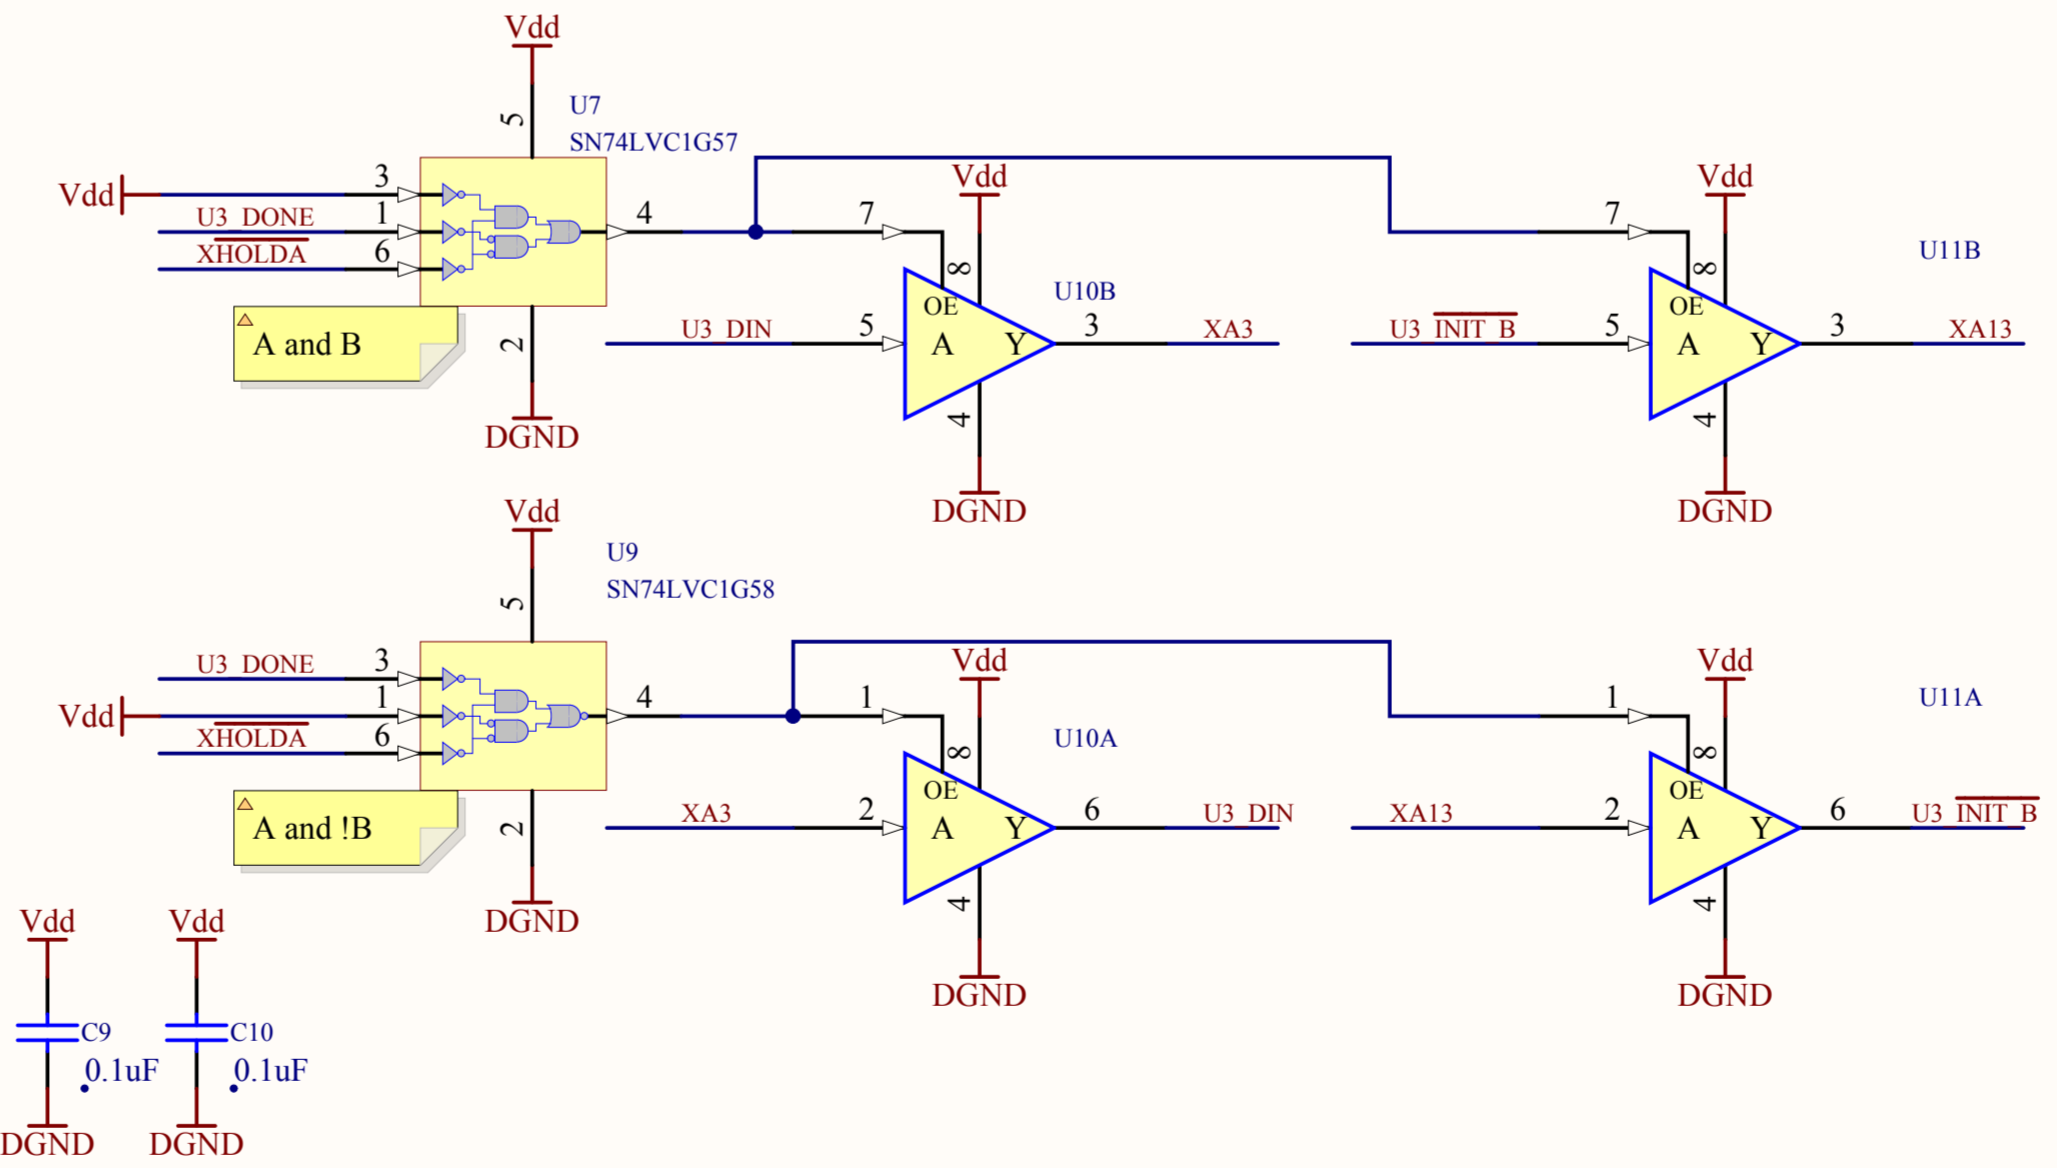 Vdd
5
U7
SN74LVC1G57
Vdd
3
U3_DONE
1
XHOLDA
6
4
A and B
2
DGND
7
Vdd
8
OE
U10B
U3_DIN
5
A
Y
3
XA3
4
DGND
7
Vdd
8
OE
U11B
U3_INIT_B
5
A
Y
3
XA13
4
DGND
Vdd
5
U9
SN74LVC1G58
U3_DONE
3
Vdd
1
XHOLDA
6
4
A and !B
2
DGND
1
Vdd
8
OE
U10A
XA3
2
A
Y
6
U3_DIN
4
DGND
1
Vdd
8
OE
U11A
XA13
2
A
Y
6
U3_INIT_B
4
DGND
Vdd
C9
0.1uF
DGND
Vdd
C10
0.1uF
DGND